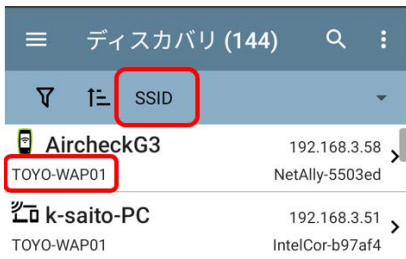 ディスカバリ (144)
SSID
AircheckG3 192.168.3.58
TOYO-WAP01 NetAlly-5503ed
k-saito-PC 192.168.3.51
TOYO-WAP01 IntelCor-b97af4